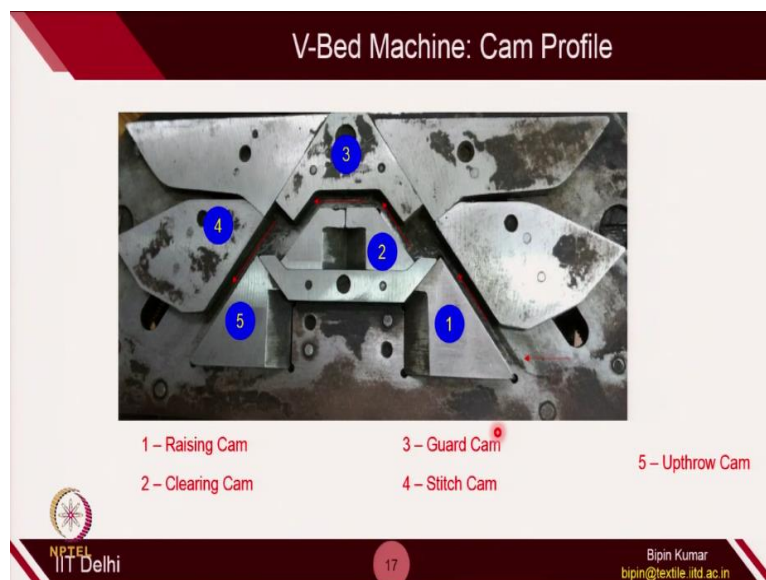 V-Bed Machine: Cam Profile
3
4
2
5
1
1 – Raising Cam
3 – Guard Cam
5 – Upthrow Cam
2 – Clearing Cam
4 – Stitch Cam
NPTEL
IIT Delhi
17
Bipin Kumar
bipin@textile.iitd.ac.in